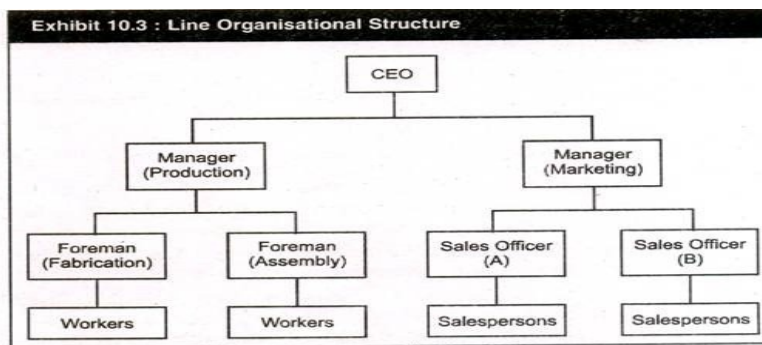 Exhibit 10.3 : Line Organisational Structure
CEO
Manager
(Production)
Manager
(Marketing)
Foreman
(Fabrication)
Foreman
(Assembly)
Sales Officer
(A)
Sales Officer
(B)
Workers
Workers
Salespersons
Salespersons